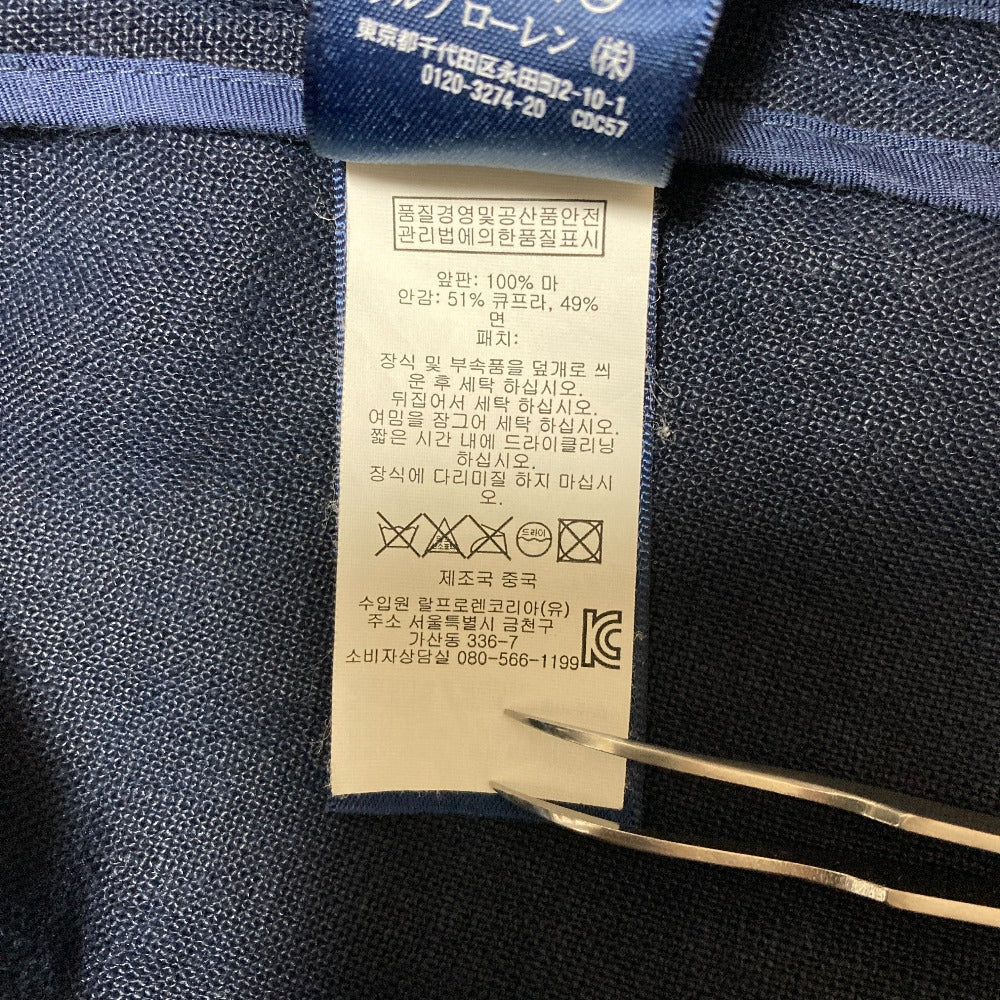 ローレン (株)
東京都千代田区永田町2-10-1
0120-3274-20 CDC57
품질경영및공산품안전
관리법에의한품질표시
앞판: 100% 마
안감: 51% 큐프라, 49%
면
패치:
장식 및 부속품을 덮개로 씌
운 후 세탁 하십시오.
뒤집어서 세탁 하십시오.
여밈을 잠그어 세탁 하십시오.
짧은 시간 내에 드라이클리닝
하십시오.
장식에 다리미질 하지 마십시
오.
드라이
제조국 중국
수입원 랄프로렌코리아(유)
주소 서울특별시 금천구
가산동 336-7
소비자상담실 080-566-1199